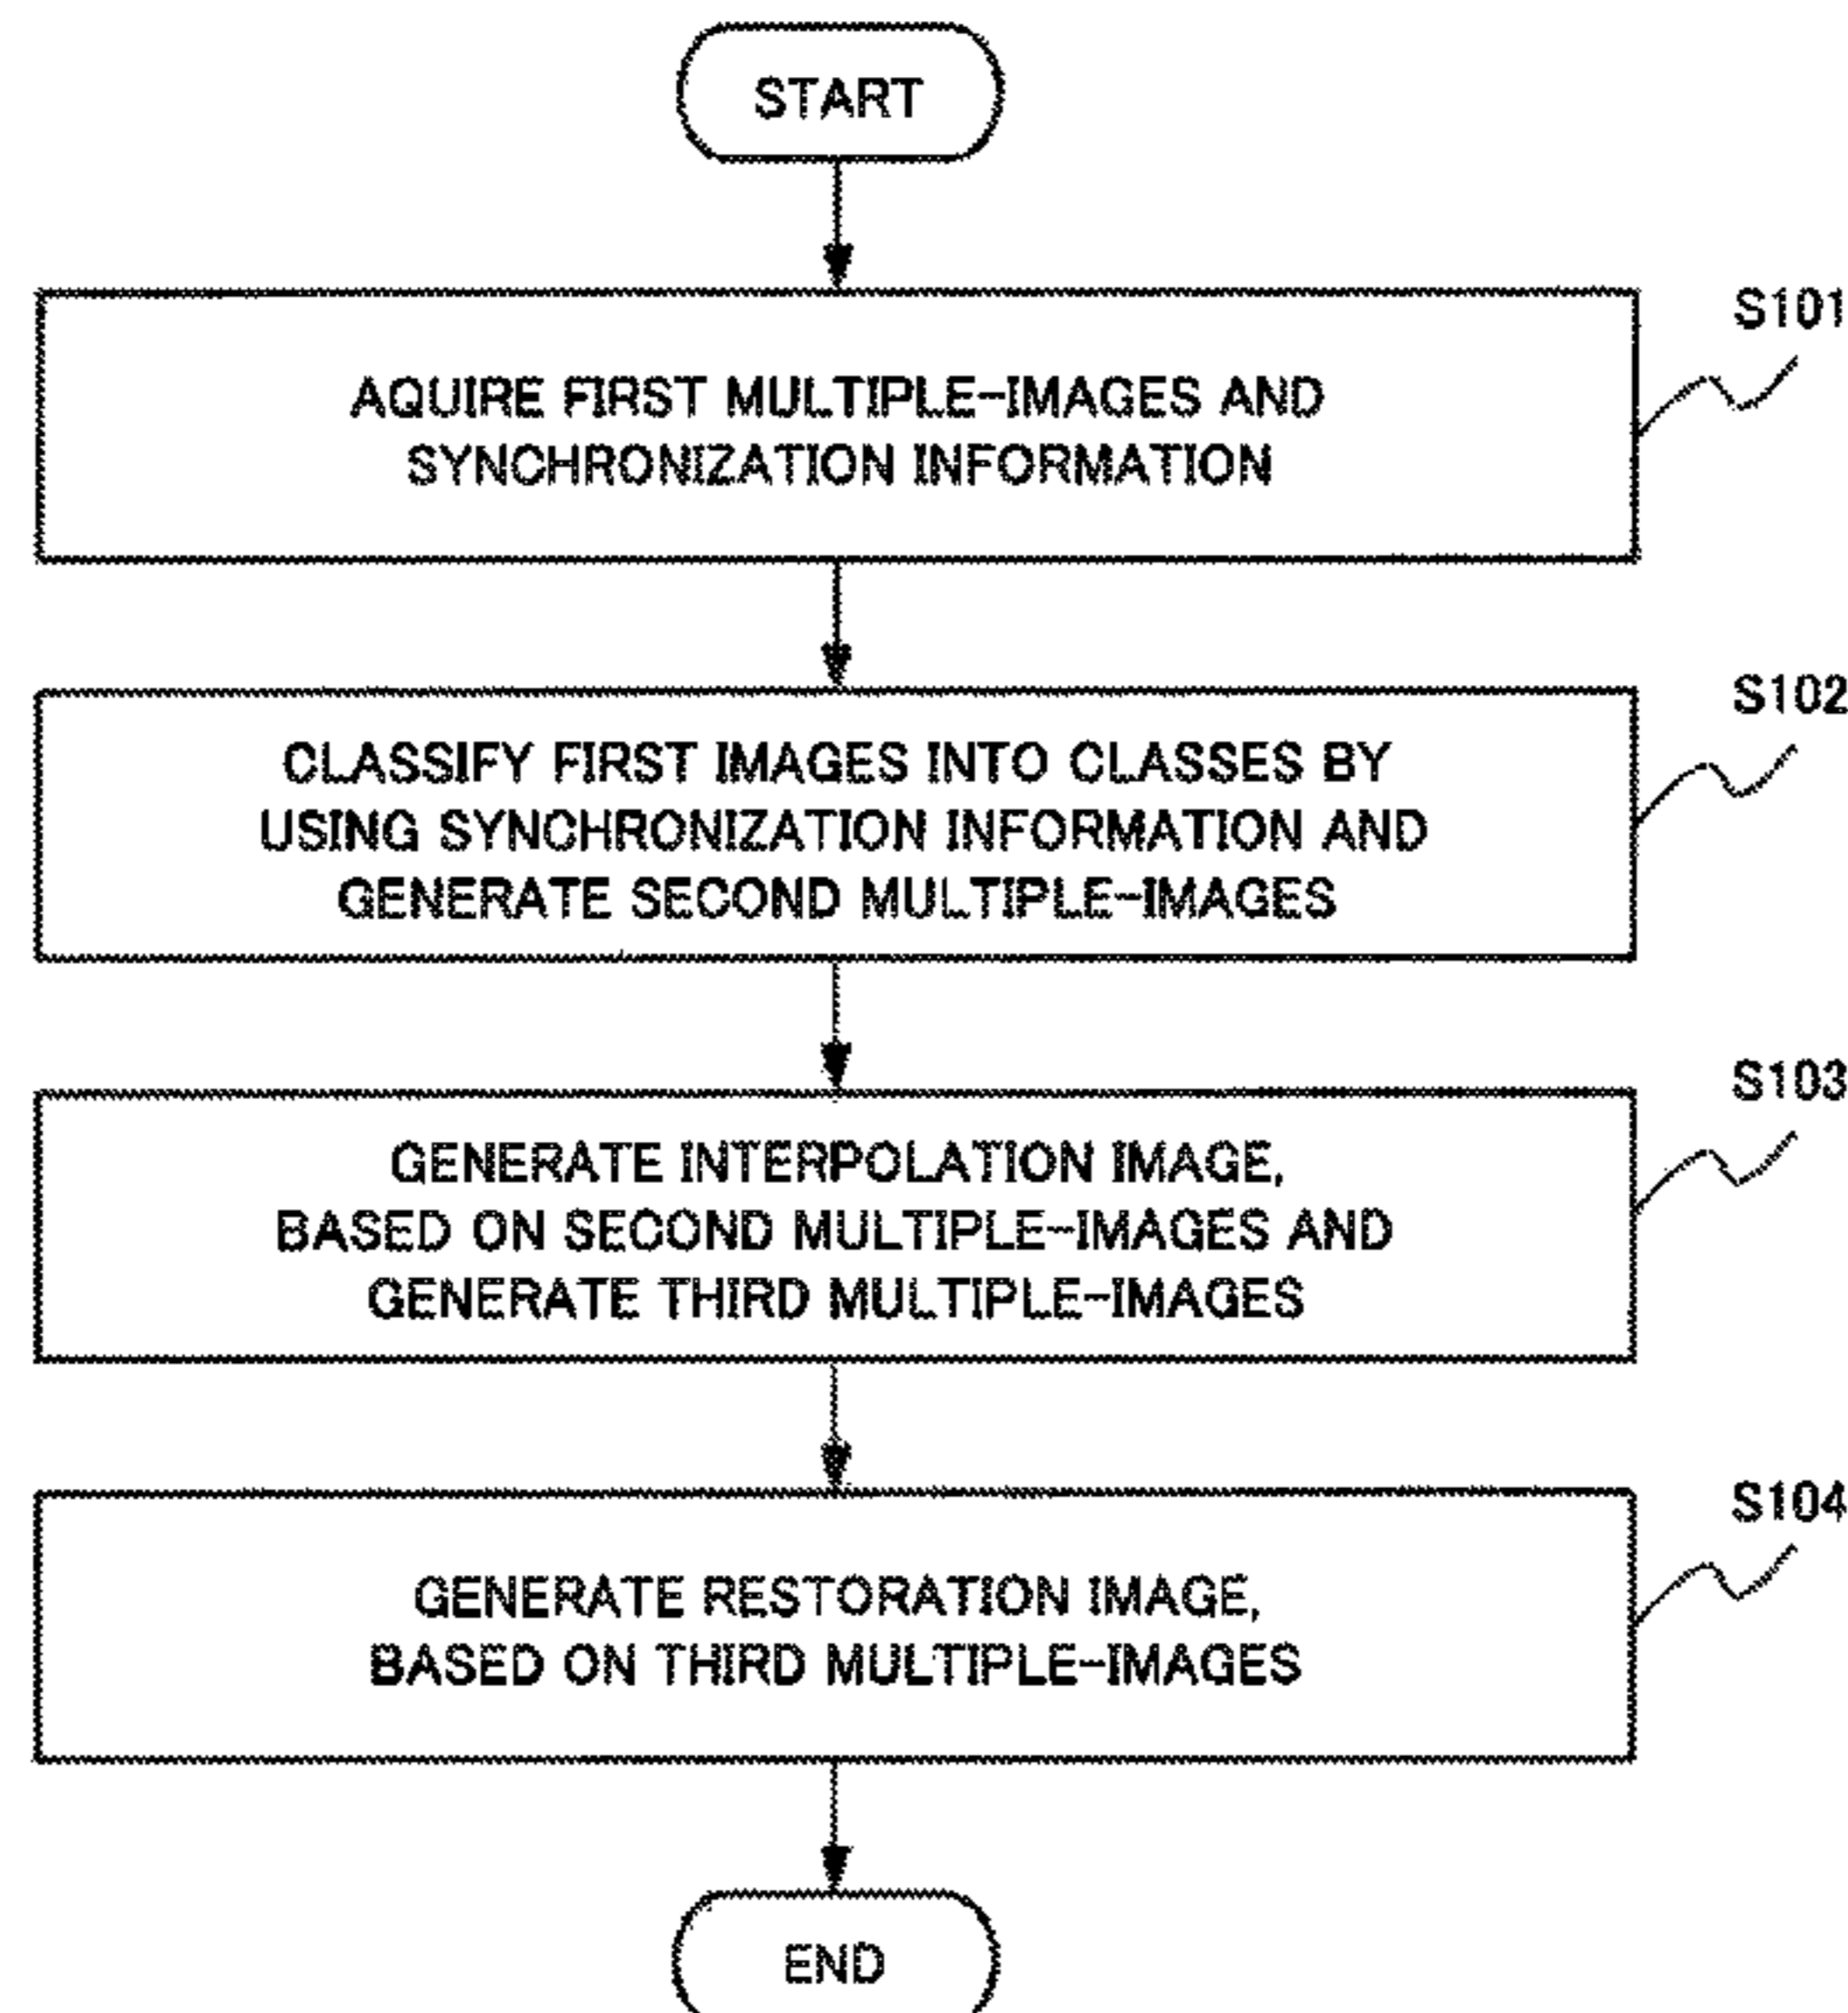 START
S101
AQUIRE FIRST MULTIPLE-IMAGES AND
SYNCHRONIZATION INFORMATION
S102
CLASSIFY FIRST IMAGES INTO CLASSES BY
USING SYNCHRONIZATION INFORMATION AND
GENERATE SECOND MULTIPLE-IMAGES
S103
GENERATE INTERPOLATION IMAGE,
BASED ON SECOND MULTIPLE-IMAGES AND
GENERATE THIRD MULTIPLE-IMAGES
S104
GENERATE RESTORATION IMAGE,
BASED ON THIRD MULTIPLE-IMAGES
END